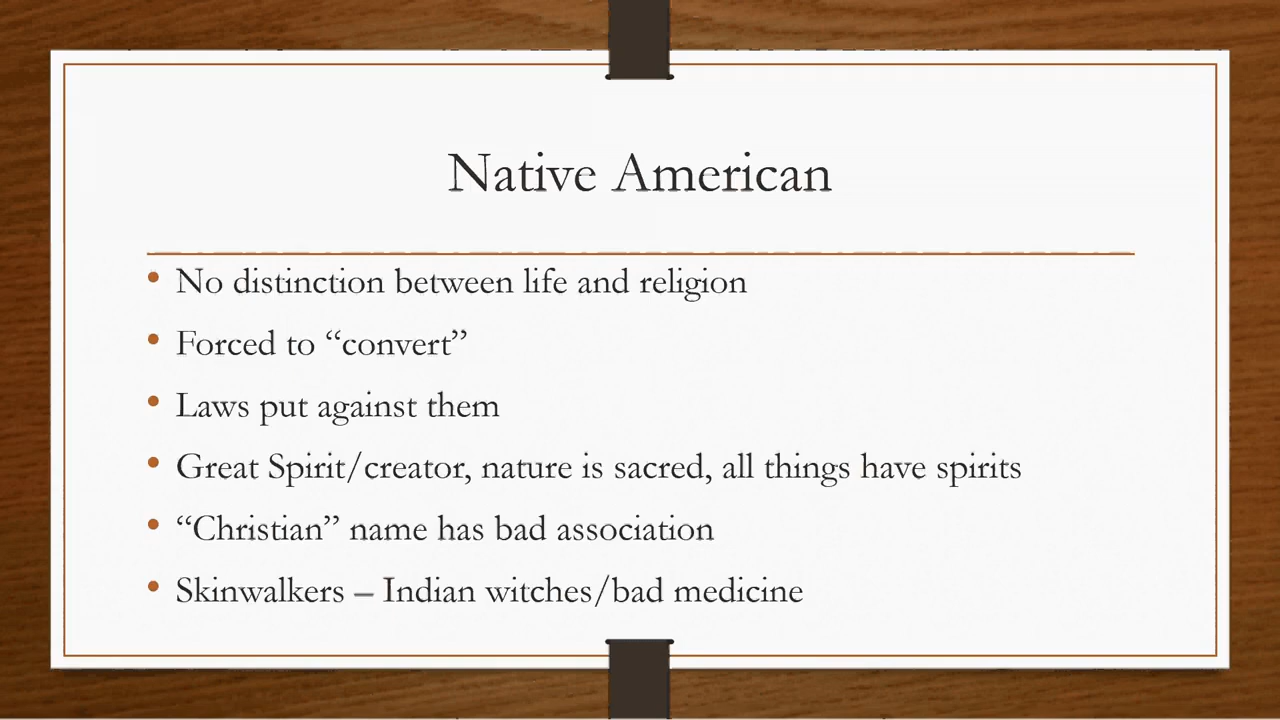 Native American
• No distinction between life and religion
• Forced to “convert”
• Laws put against them
• Great Spirit/creator, nature is sacred, all things have spirits
• “Christian” name has bad association
• Skinwalkers – Indian witches/bad medicine